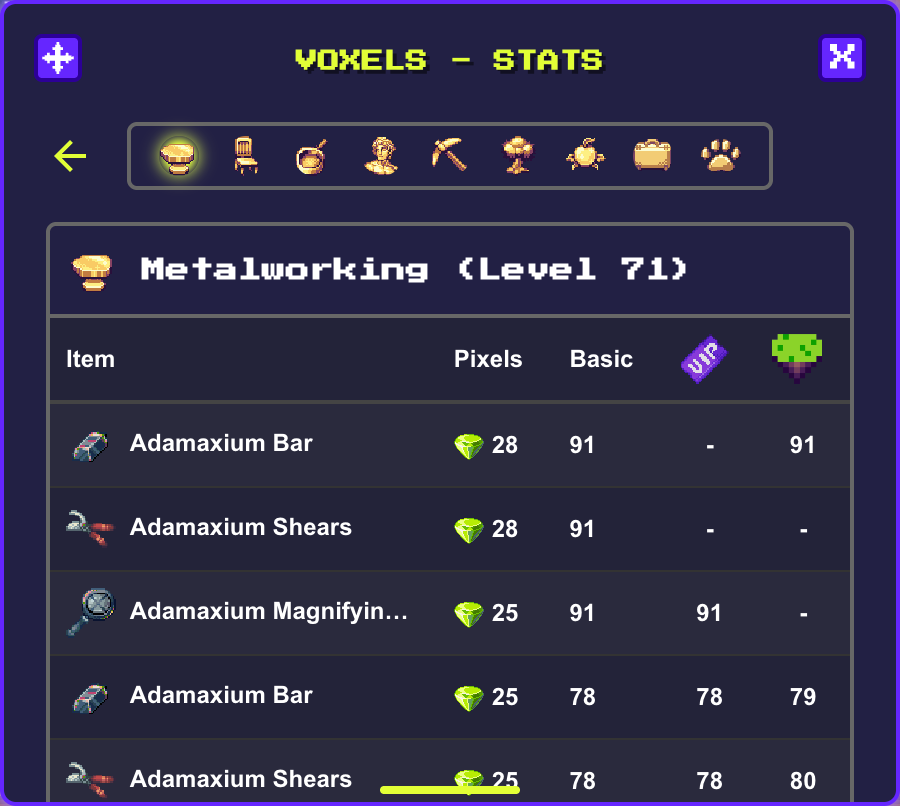 VOXELS - STATS
Metalworking (Level 71)
Item Pixels Basic VIP
Adamaxium Bar 28 91 - 91
Adamaxium Shears 28 91 - -
Adamaxium Magnifyin... 25 91 91 -
Adamaxium Bar 25 78 78 79
Adamaxium Shears 25 78 78 80